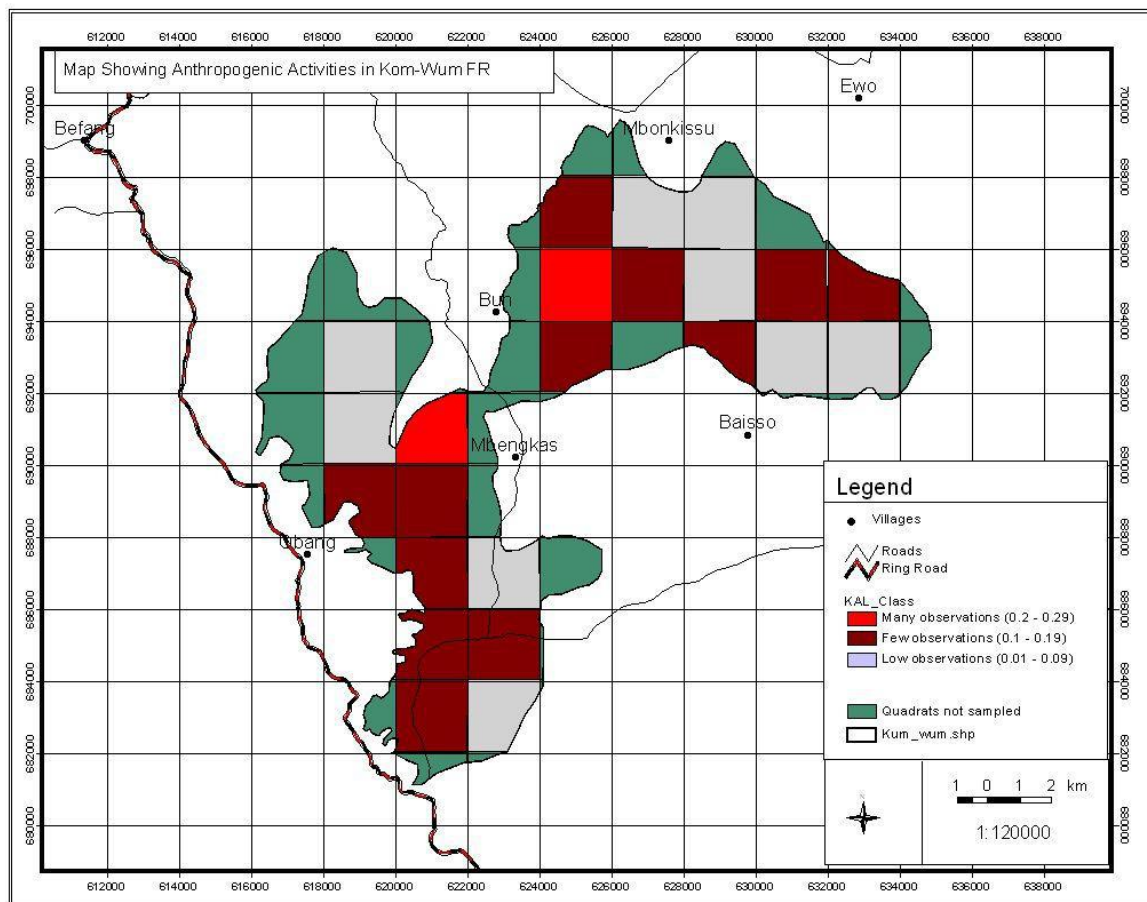 612000 614000 616000 618000 620000 622000 624000 626000 628000 630000 632000 634000 636000 638000
Map Showing Anthropogenic Activities in Kom-Wum FR
Ewo
700000 700000
Befang
Mbonkissu
698000 698000
696000 696000
Bun
694000 694000
692000 692000
Baisso
Mbengkas
690000 690000
Legend
Villages
688000 688000
Obang
Roads
Ring Road
686000 686000
KAL_Class
Many observations (0.2 - 0.29)
Few observations (0.1 - 0.19)
Low observations (0.01 - 0.09)
684000 684000
Quadrats not sampled
Kum_wum.shp
682000 682000
1 0 1 2 km
680000 680000
1:120000
612000 614000 616000 618000 620000 622000 624000 626000 628000 630000 632000 634000 636000 638000